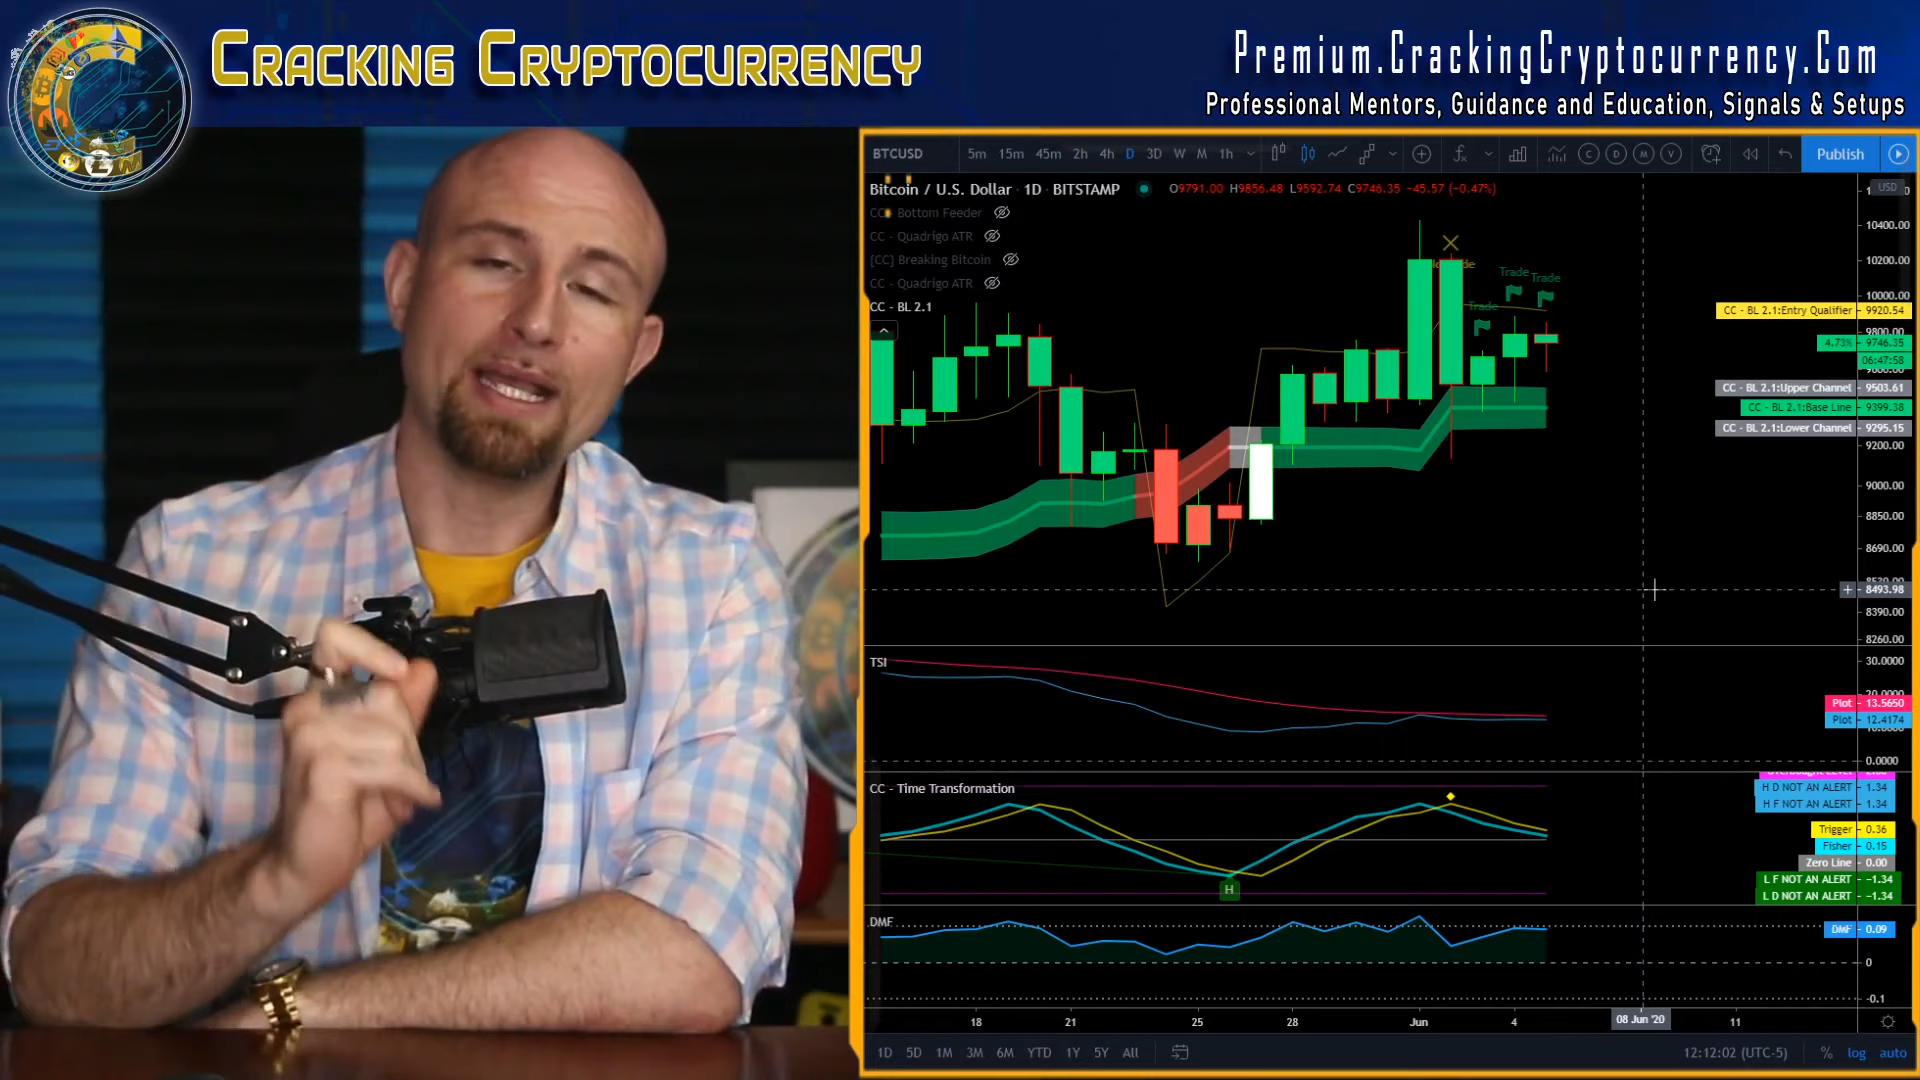 CRACKING CRYPTOCURRENCY
Premium.CrackingCryptocurrency.Com
Professional Mentors, Guidance and Education, Signals & Setups
BTCUSD 5m 15m 45m 2h 4h D 3D W M 1h C D M V Publish
Bitcoin / U.S. Dollar · 1D · BITSTAMP O9791.00 H9856.48 L9592.74 C9746.35 -45.57 (-0.47%)
USD
CC - Bottom Feeder
CC - Quadrigo ATR
[CC] Breaking Bitcoin
CC - Quadrigo ATR
CC - BL 2.1
Trade
Trade
Trade
10400.00
10200.00
10000.00
CC - BL 2.1:Entry Qualifier 9920.54
9800.00
4.73% 9746.35
06:47:58
9600.00
CC - BL 2.1:Upper Channel 9503.61
CC - BL 2.1:Base Line 9399.38
CC - BL 2.1:Lower Channel 9295.15
9200.00
9000.00
8850.00
8690.00
8493.98
8390.00
8260.00
TSI
30.0000
20.0000
Plot 13.5650
Plot 12.4174
0.0000
CC - Time Transformation
H D NOT AN ALERT 1.34
H F NOT AN ALERT 1.34
Trigger 0.36
Fisher 0.15
Zero Line 0.00
L F NOT AN ALERT -1.34
L D NOT AN ALERT -1.34
H
DMF
DMF 0.09
0
-0.1
18 21 25 28 Jun 4 08 Jun '20 11
1D 5D 1M 3M 6M YTD 1Y 5Y All 12:12:02 (UTC-5) % log auto